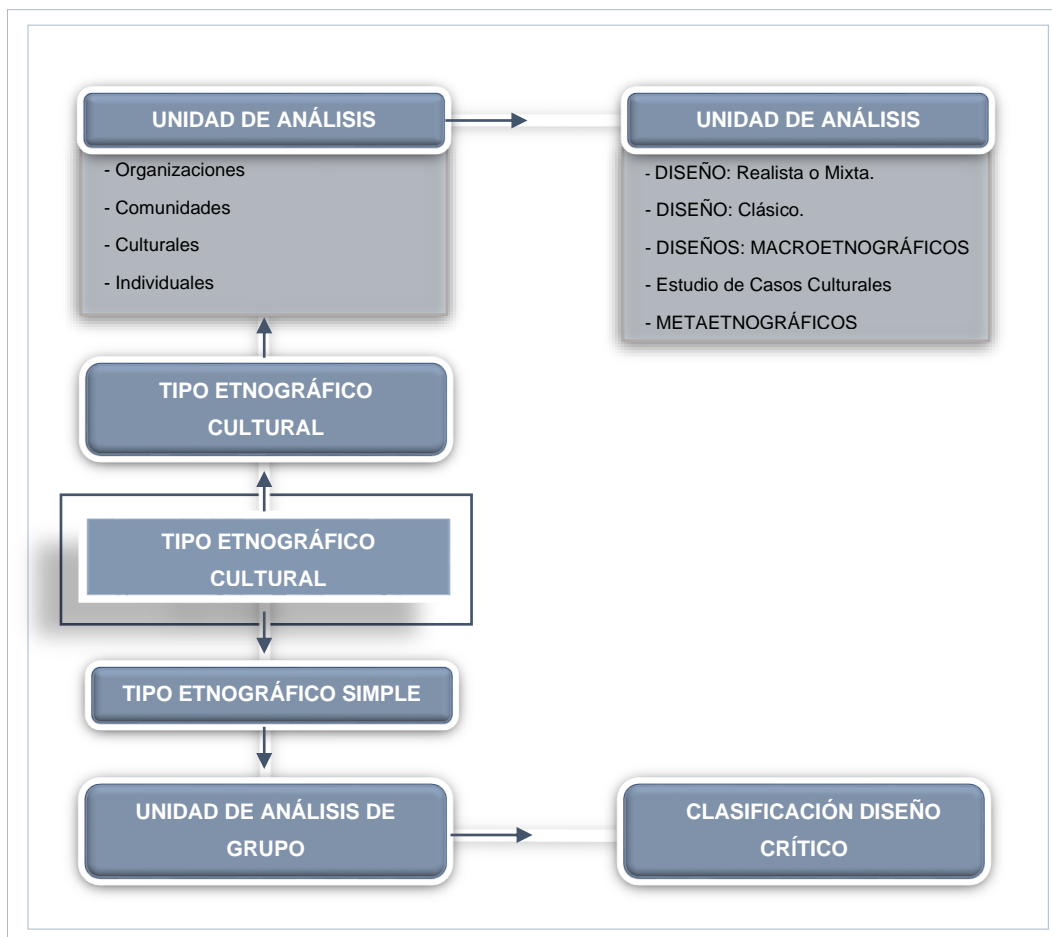 UNIDAD DE ANÁLISIS
- Organizaciones
- Comunidades
- Culturales
- Individuales
UNIDAD DE ANÁLISIS
- DISEÑO: Realista o Mixta.
- DISEÑO: Clásico.
- DISEÑOS: MACROETNOGRÁFICOS
- Estudio de Casos Culturales
- METAETNOGRÁFICOS
TIPO ETNOGRÁFICO
CULTURAL
TIPO ETNOGRÁFICO
CULTURAL
TIPO ETNOGRÁFICO SIMPLE
UNIDAD DE ANÁLISIS DE
GRUPO
CLASIFICACIÓN DISEÑO
CRÍTICO